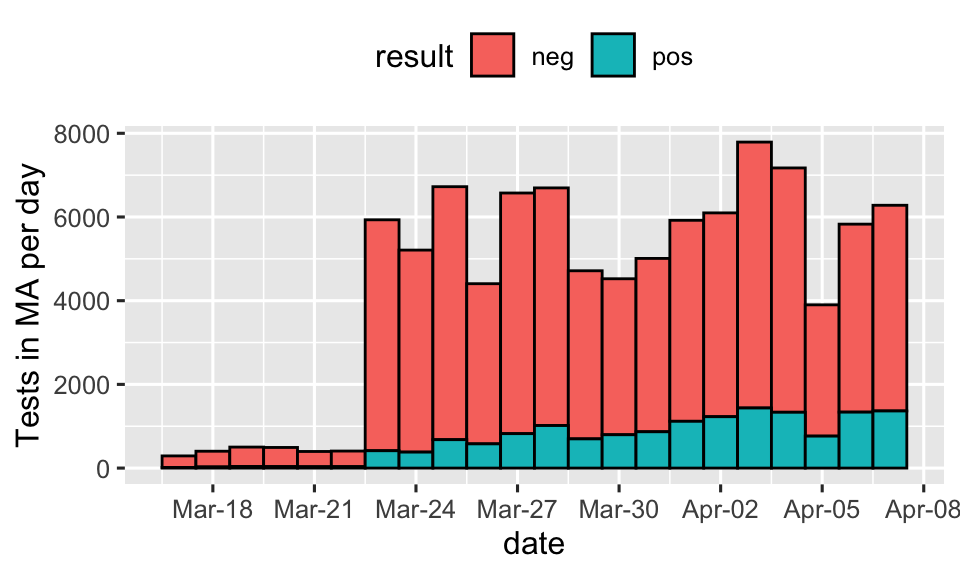 result neg pos
Tests in MA per day
8000
6000
4000
2000
0
Mar-18 Mar-21 Mar-24 Mar-27 Mar-30 Apr-02 Apr-05 Apr-08
date